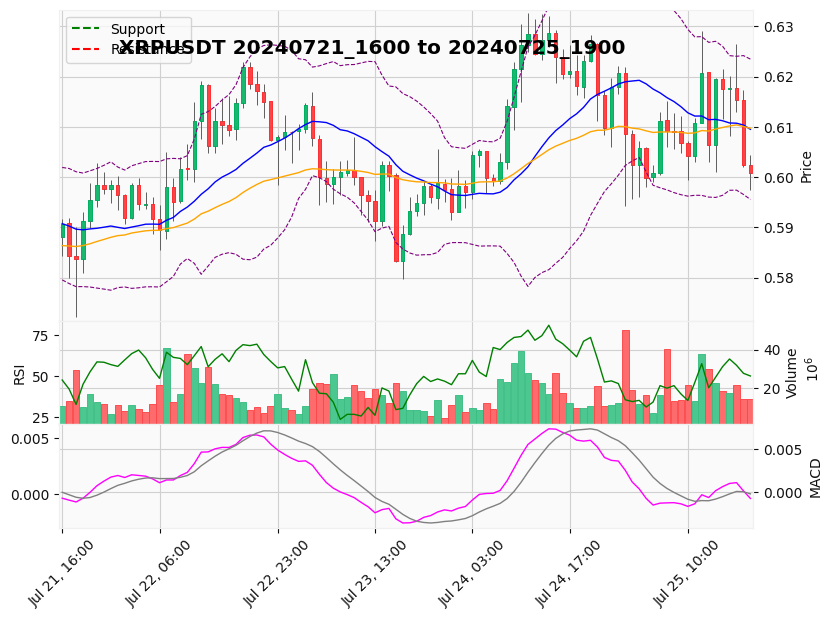 Support
Resistance
XRPUSDT 20240721_1600 to 20240725_1900
0.63
0.62
0.61
0.60
0.59
0.58
Price
75
50
25
RSI
40
20
Volume
10^6
0.005
0.000
0.005
0.000
MACD
Jul 21, 16:00
Jul 22, 06:00
Jul 22, 23:00
Jul 23, 13:00
Jul 24, 03:00
Jul 24, 17:00
Jul 25, 10:00